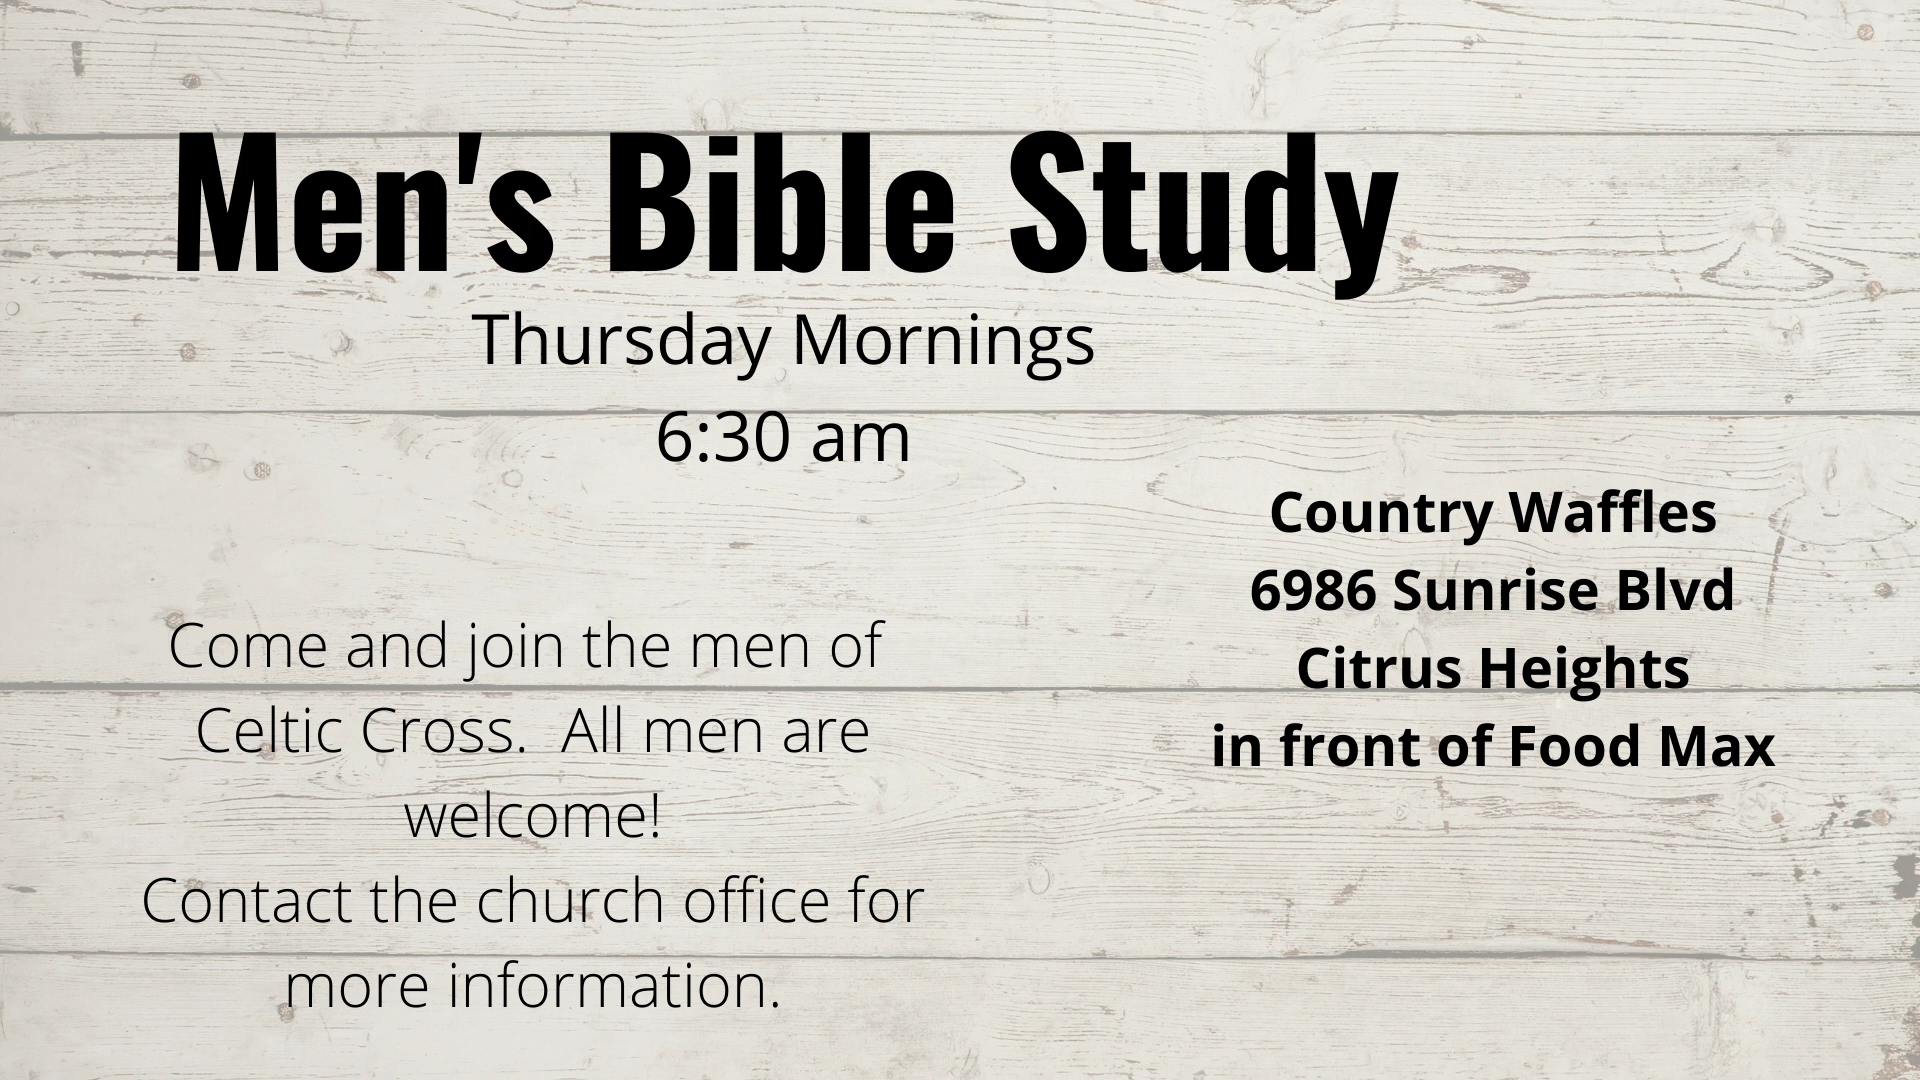 Men's Bible Study
Thursday Mornings
6:30 am
Country Waffles
6986 Sunrise Blvd
Citrus Heights
in front of Food Max
Come and join the men of
Celtic Cross.  All men are
welcome!
Contact the church office for
more information.